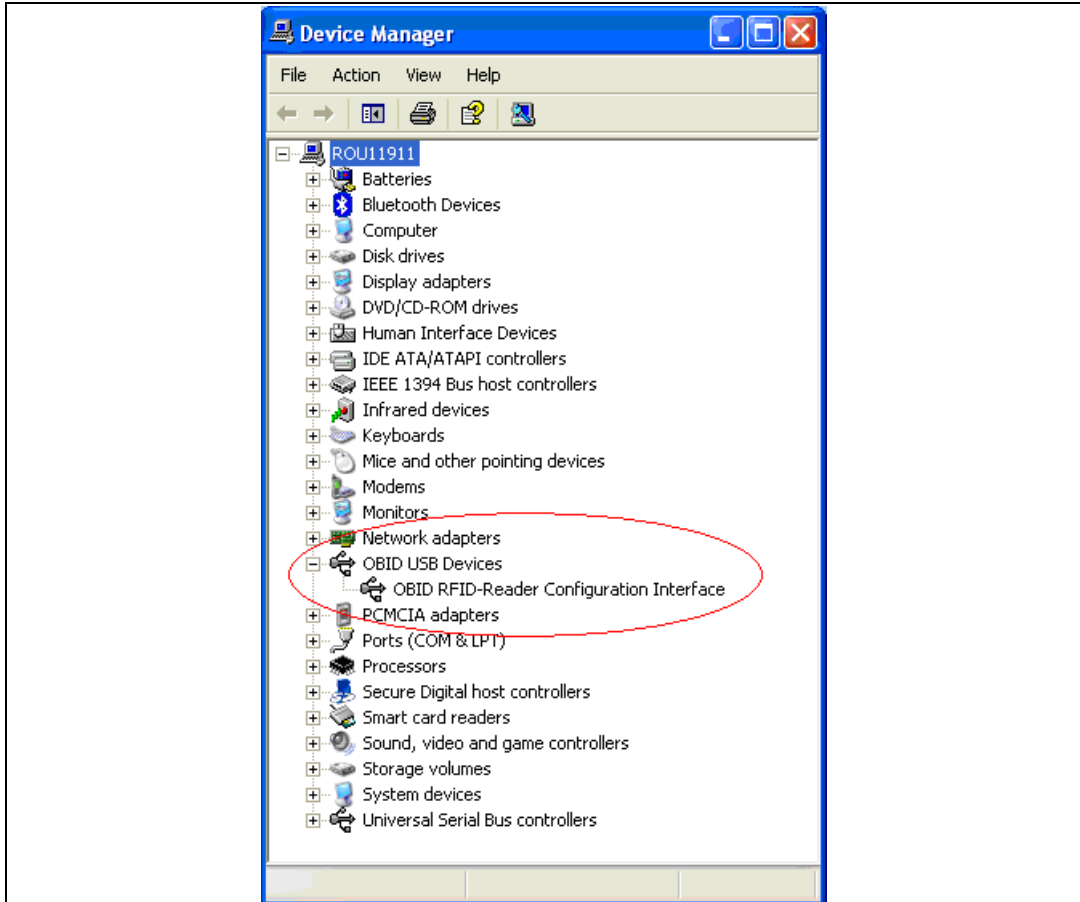 Device Manager
File Action View Help
ROU11911
Batteries
Bluetooth Devices
Computer
Disk drives
Display adapters
DVD/CD-ROM drives
Human Interface Devices
IDE ATA/ATAPI controllers
IEEE 1394 Bus host controllers
Infrared devices
Keyboards
Mice and other pointing devices
Modems
Monitors
Network adapters
OBID USB Devices
OBID RFID-Reader Configuration Interface
PCMCIA adapters
Ports (COM & LPT)
Processors
Secure Digital host controllers
Smart card readers
Sound, video and game controllers
Storage volumes
System devices
Universal Serial Bus controllers